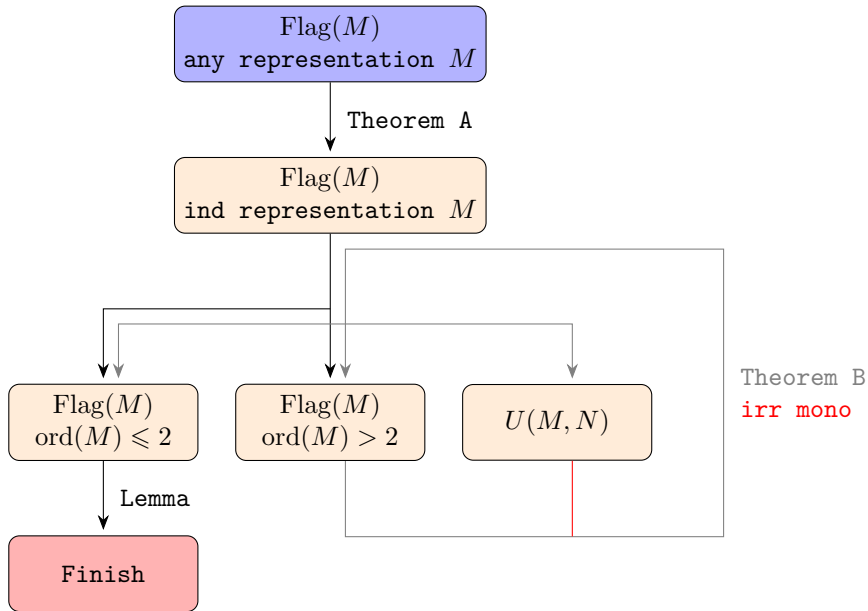 Flag(M)
any representation M
Theorem A
Flag(M)
ind representation M
Flag(M)
ord(M) ⩽ 2
Flag(M)
ord(M) > 2
U(M, N)
Theorem B
irr mono
Lemma
Finish